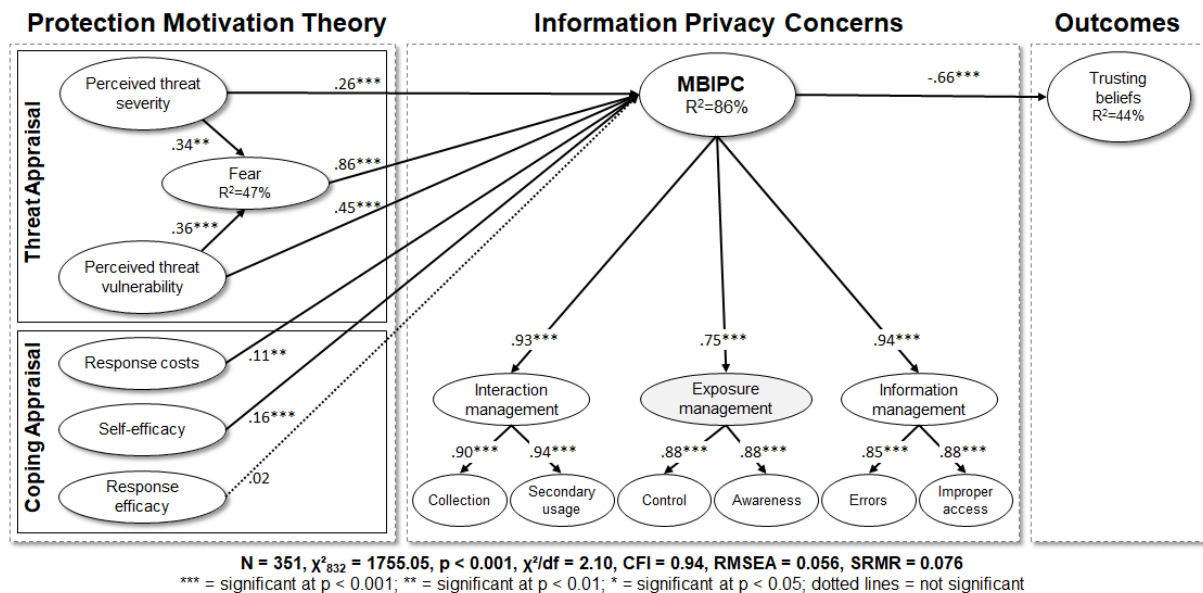 Protection Motivation Theory
Information Privacy Concerns
Outcomes
Threat Appraisal
Perceived threat
severity
.26***
.34**
Fear
R²=47%
.86***
.36***
.45***
Perceived threat
vulnerability
Coping Appraisal
Response costs
.11**
Self-efficacy
.16***
Response
efficacy
.02
MBIPC
R²=86%
-.66***
Trusting
beliefs
R²=44%
.93***
.75***
.94***
Interaction
management
Exposure
management
Information
management
.90***
.94***
.88***
.88***
.85***
.88***
Collection
Secondary
usage
Control
Awareness
Errors
Improper
access
N = 351, χ²₈₃₂ = 1755.05, p < 0.001, χ²/df = 2.10, CFI = 0.94, RMSEA = 0.056, SRMR = 0.076
*** = significant at p < 0.001; ** = significant at p < 0.01; * = significant at p < 0.05; dotted lines = not significant